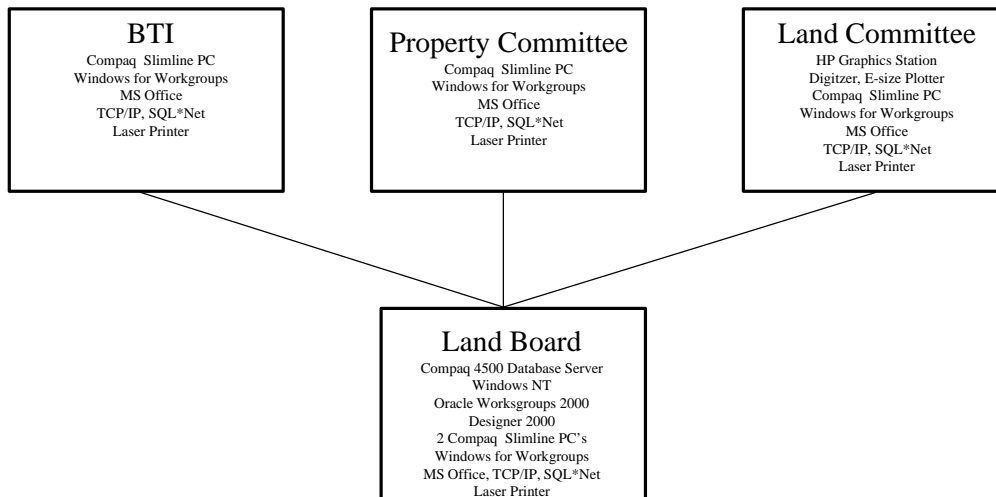 BTI
Compaq Slimline PC
Windows for Workgroups
MS Office
TCP/IP, SQL*Net
Laser Printer
Property Committee
Compaq Slimline PC
Windows for Workgroups
MS Office
TCP/IP, SQL*Net
Laser Printer
Land Committee
HP Graphics Station
Digitzer, E-size Plotter
Compaq Slimline PC
Windows for Workgroups
MS Office
TCP/IP, SQL*Net
Laser Printer
Land Board
Compaq 4500 Database Server
Windows NT
Oracle Worksgroups 2000
Designer 2000
2 Compaq Slimline PC's
Windows for Workgroups
MS Office, TCP/IP, SQL*Net
Laser Printer